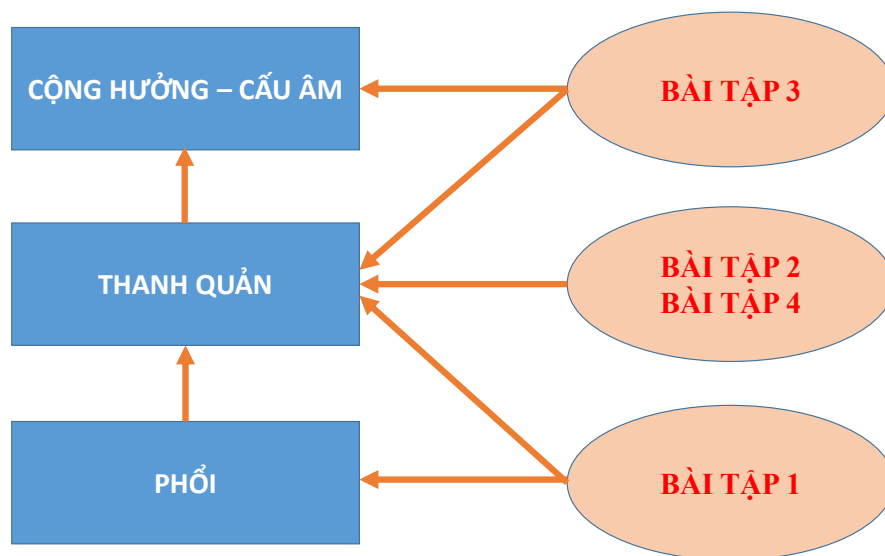 CỘNG HƯỞNG – CẤU ÂM
BÀI TẬP 3
THANH QUẢN
BÀI TẬP 2
BÀI TẬP 4
PHỔI
BÀI TẬP 1